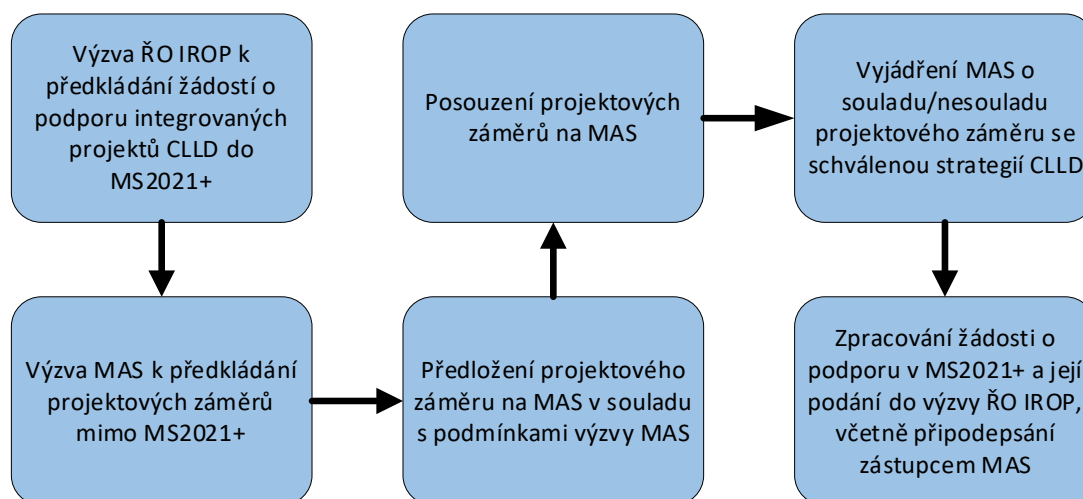 Výzva ŘO IROP k
předkládání žádostí o
podporu integrovaných
projektů CLLD do
MS2021+
Výzva MAS k předkládání
projektových záměrů
mimo MS2021+
Předložení projektového
záměru na MAS v souladu
s podmínkami výzvy MAS
Posouzení projektových
záměrů na MAS
Vyjádření MAS o
souladu/nesouladu
projektového záměru se
schválenou strategií CLLD
Zpracování žádosti o
podporu v MS2021+ a její
podání do výzvy ŘO IROP,
včetně připodepsání
zástupcem MAS